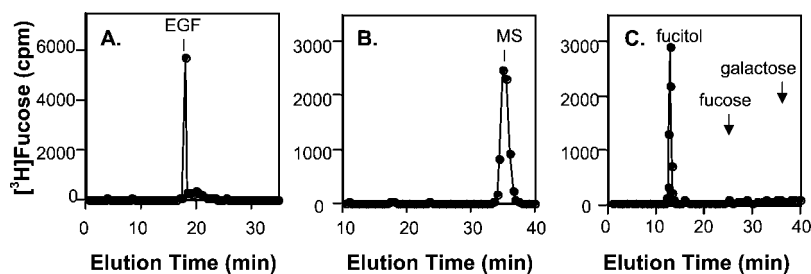 A. EGF
B. MS
C. fucitol
galactose
fucose
[³H]Fucose (cpm)
6000
4000
2000
0
3000
2000
1000
0
3000
2000
1000
0
0 10 20 30
10 20 30 40
0 10 20 30 40
Elution Time (min)
Elution Time (min)
Elution Time (min)